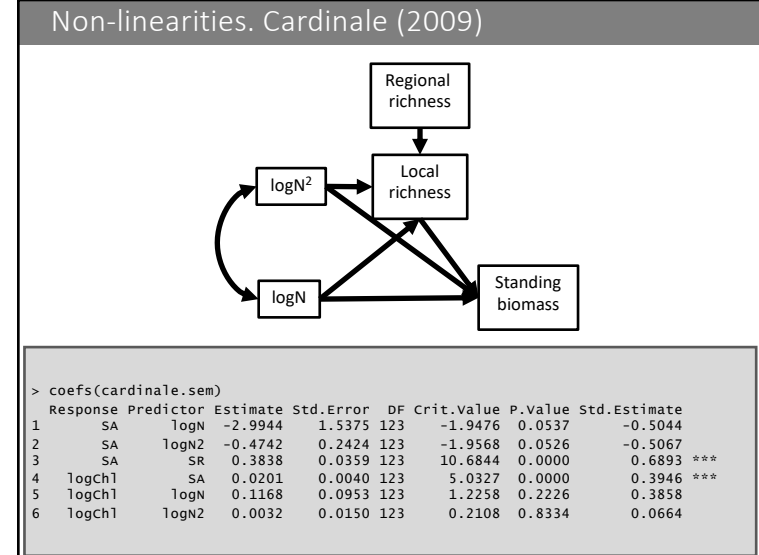 Non-linearities. Cardinale (2009)
Regional
richness
Local
richness
logN²
logN
Standing
biomass
> coefs(cardinale.sem)
  Response Predictor Estimate Std.Error  DF Crit.Value P.Value Std.Estimate
1       SA      logN  -2.9944    1.5375 123    -1.9476  0.0537      -0.5044
2       SA     logN2  -0.4742    0.2424 123    -1.9568  0.0526      -0.5067
3       SA        SR   0.3838    0.0359 123    10.6844  0.0000       0.6893 ***
4   logChl        SA   0.0201    0.0040 123     5.0327  0.0000       0.3946 ***
5   logChl      logN   0.1168    0.0953 123     1.2258  0.2226       0.3858
6   logChl     logN2   0.0032    0.0150 123     0.2108  0.8334       0.0664